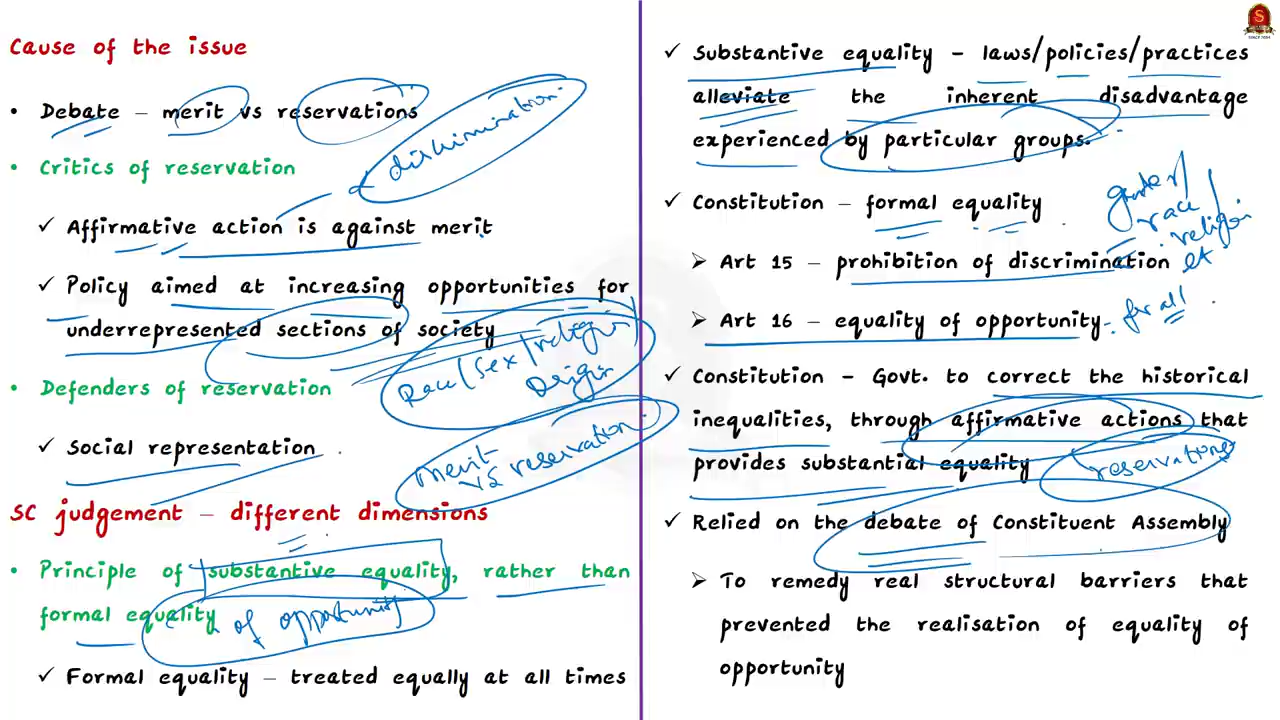 Cause of the issue
• Debate – merit vs reservations
discrimination
• Critics of reservation
✓ Affirmative action is against merit
✓ Policy aimed at increasing opportunities for
underrepresented sections of society
Race/Sex/religion
Origin
• Defenders of reservation
✓ Social representation
Merit
vs reservation
SC judgement – different dimensions
• Principle of substantive equality, rather than
formal equality
of opportunity
✓ Formal equality – treated equally at all times
✓ Substantive equality – laws/policies/practices
alleviate the inherent disadvantage
experienced by particular groups.
✓ Constitution – formal equality
gender/
race/
religion
➢ Art 15 – prohibition of discrimination
➢ Art 16 – equality of opportunity
for all
✓ Constitution – Govt. to correct the historical
inequalities, through affirmative actions that
provides substantial equality
reservations
✓ Relied on the debate of Constituent Assembly
➢ To remedy real structural barriers that
prevented the realisation of equality of
opportunity